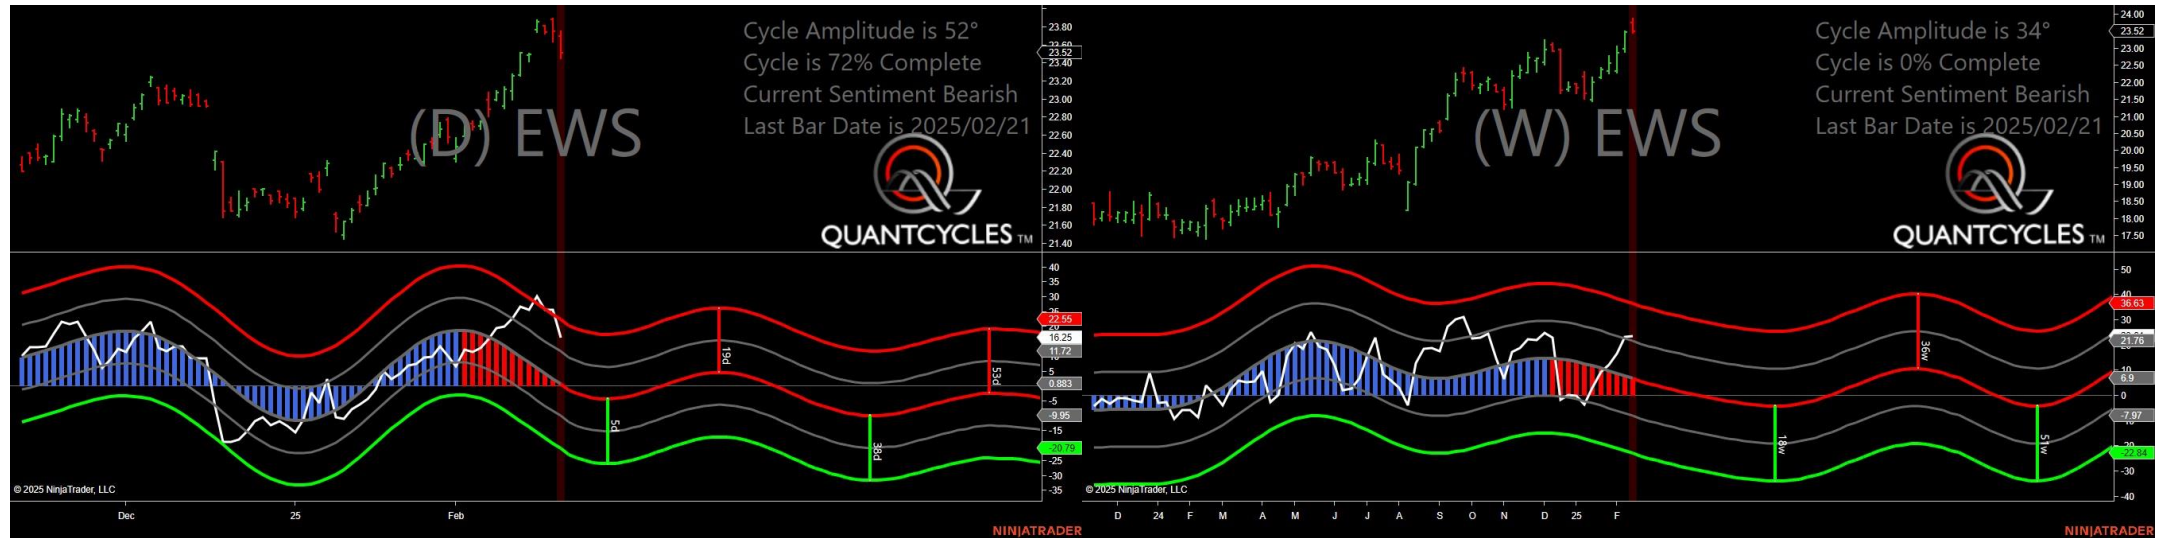 Cycle Amplitude is 52°
Cycle is 72% Complete
Current Sentiment Bearish
Last Bar Date is 2025/02/21
(D) EWS
QUANTCYCLES TM
23.80
23.60
23.52
23.40
23.20
23.00
22.80
22.60
22.40
22.20
22.00
21.80
21.60
21.40
40
35
30
25
22.55
16.25
11.72
5
0.883
-5
-9.95
-15
-20.79
-25
-30
-35
19d
53d
5d
38d
© 2025 NinjaTrader, LLC
Dec
25
Feb
NINJATRADER
Cycle Amplitude is 34°
Cycle is 0% Complete
Current Sentiment Bearish
Last Bar Date is 2025/02/21
(W) EWS
QUANTCYCLES TM
24.00
23.52
23.00
22.50
22.00
21.50
21.00
20.50
20.00
19.50
19.00
18.50
18.00
17.50
50
40
36.63
30
21.76
10
6.9
0
-7.97
-22.84
-30
-40
36w
18w
51w
© 2025 NinjaTrader, LLC
D 24 F M A M J J A S O N D 25 F
NINJATRADER